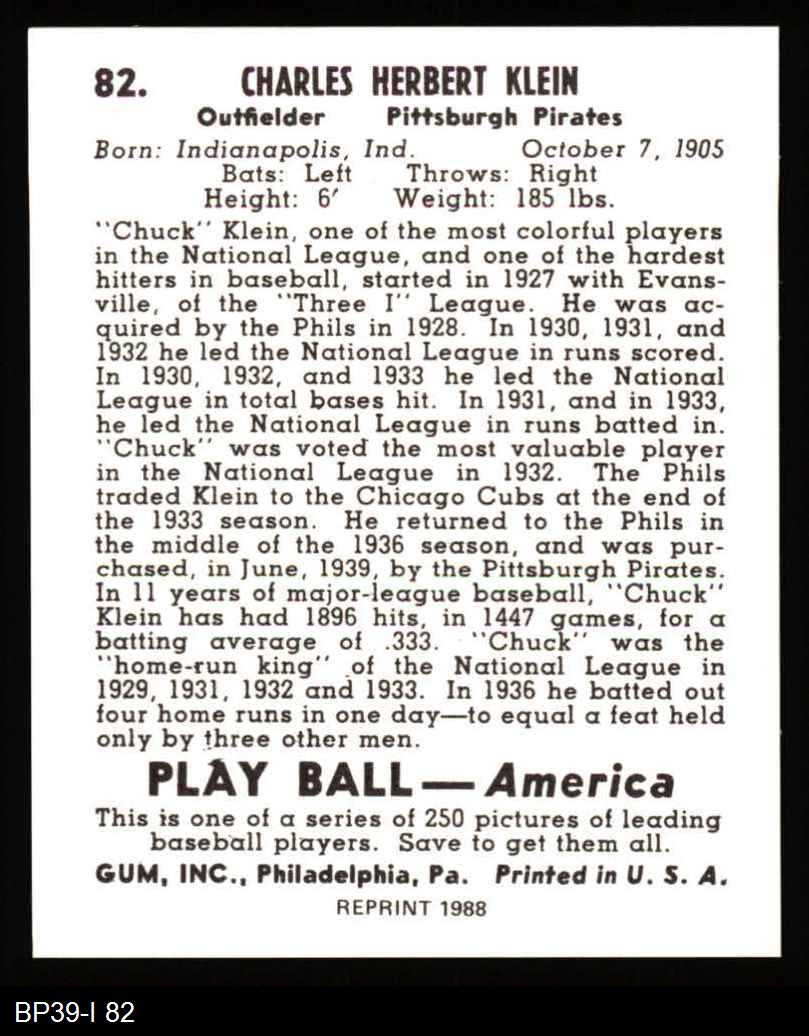 82. CHARLES HERBERT KLEIN
Outfielder Pittsburgh Pirates
Born: Indianapolis, Ind. October 7, 1905
Bats: Left Throws: Right
Height: 6′ Weight: 185 lbs.
"Chuck" Klein, one of the most colorful players
in the National League, and one of the hardest
hitters in baseball, started in 1927 with Evans-
ville, of the "Three I" League. He was ac-
quired by the Phils in 1928. In 1930, 1931, and
1932 he led the National League in runs scored.
In 1930, 1932, and 1933 he led the National
League in total bases hit. In 1931, and in 1933,
he led the National League in runs batted in.
"Chuck" was voted the most valuable player
in the National League in 1932. The Phils
traded Klein to the Chicago Cubs at the end of
the 1933 season. He returned to the Phils in
the middle of the 1936 season, and was pur-
chased, in June, 1939, by the Pittsburgh Pirates.
In 11 years of major-league baseball, "Chuck"
Klein has had 1896 hits, in 1447 games, for a
batting average of .333. "Chuck" was the
"home-run king" of the National League in
1929, 1931, 1932 and 1933. In 1936 he batted out
four home runs in one day—to equal a feat held
only by three other men.
PLAY BALL—America
This is one of a series of 250 pictures of leading
baseball players. Save to get them all.
GUM, INC., Philadelphia, Pa. Printed in U. S. A.
REPRINT 1988
BP39-I 82